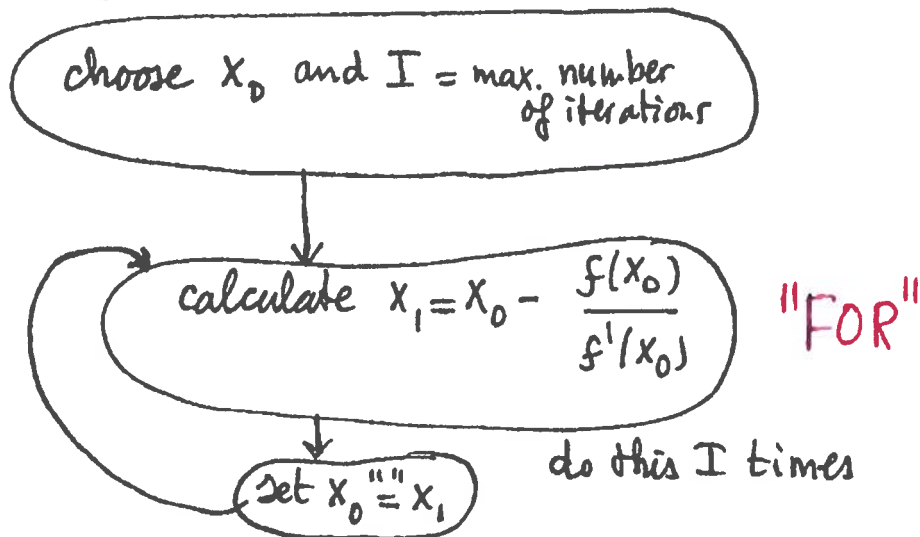 choose x₀ and I = max. number
of iterations
calculate x₁ = x₀ - f(x₀)/f'(x₀)
"FOR"
do this I times
set x₀ "=" x₁